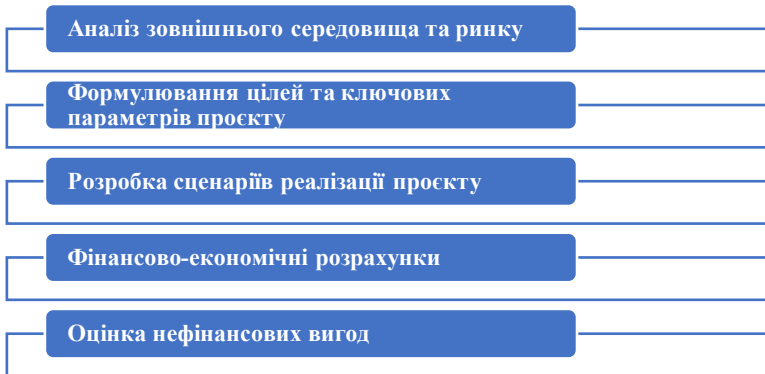 Аналіз зовнішнього середовища та ринку
Формулювання цілей та ключових
параметрів проєкту
Розробка сценаріїв реалізації проєкту
Фінансово-економічні розрахунки
Оцінка нефінансових вигод